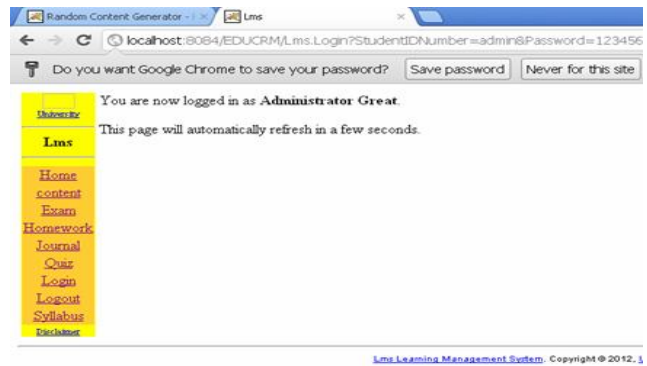 Random Content Generator - Lms
localhost:8084/EDUCRM/Lms.Login?StudentIDNumber=admin&Password=123456
Do you want Google Chrome to save your password? Save password Never for this site
University
Lms
Home
content
Exam
Homework
Journal
Quiz
Login
Logout
Syllabus
Disclaimer
You are now logged in as Administrator Great.
This page will automatically refresh in a few seconds.
Lms Learning Management System. Copyright © 2012,